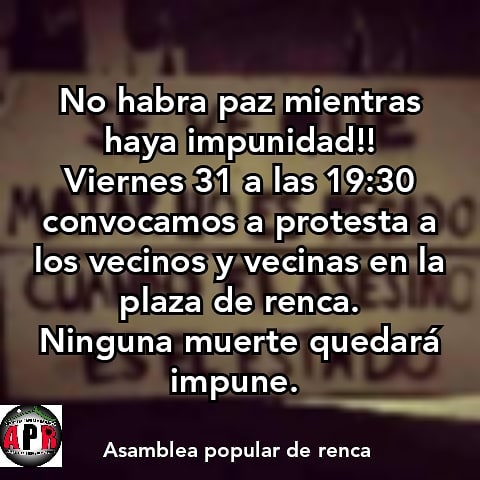 No habra paz mientras
haya impunidad!!
Viernes 31 a las 19:30
convocamos a protesta a
los vecinos y vecinas en la
plaza de renca.
Ninguna muerte quedará
impune.
APR
Asamblea popular de renca